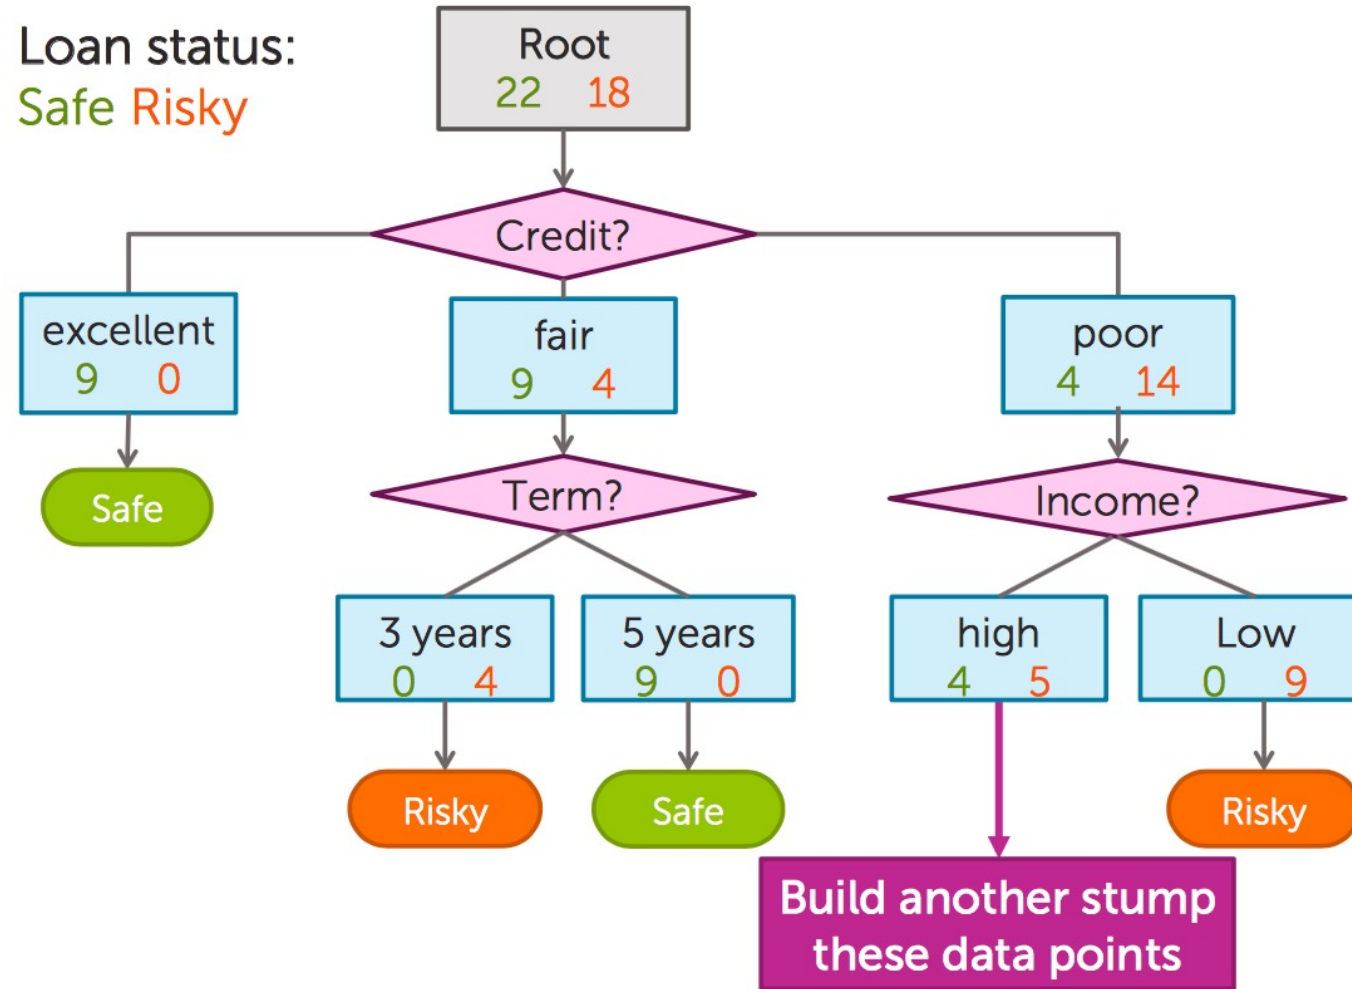 Loan status:
Safe Risky
Root
22 18
Credit?
excellent
9 0
fair
9 4
poor
4 14
Safe
Term?
Income?
3 years
0 4
5 years
9 0
high
4 5
Low
0 9
Risky
Safe
Risky
Build another stump
these data points